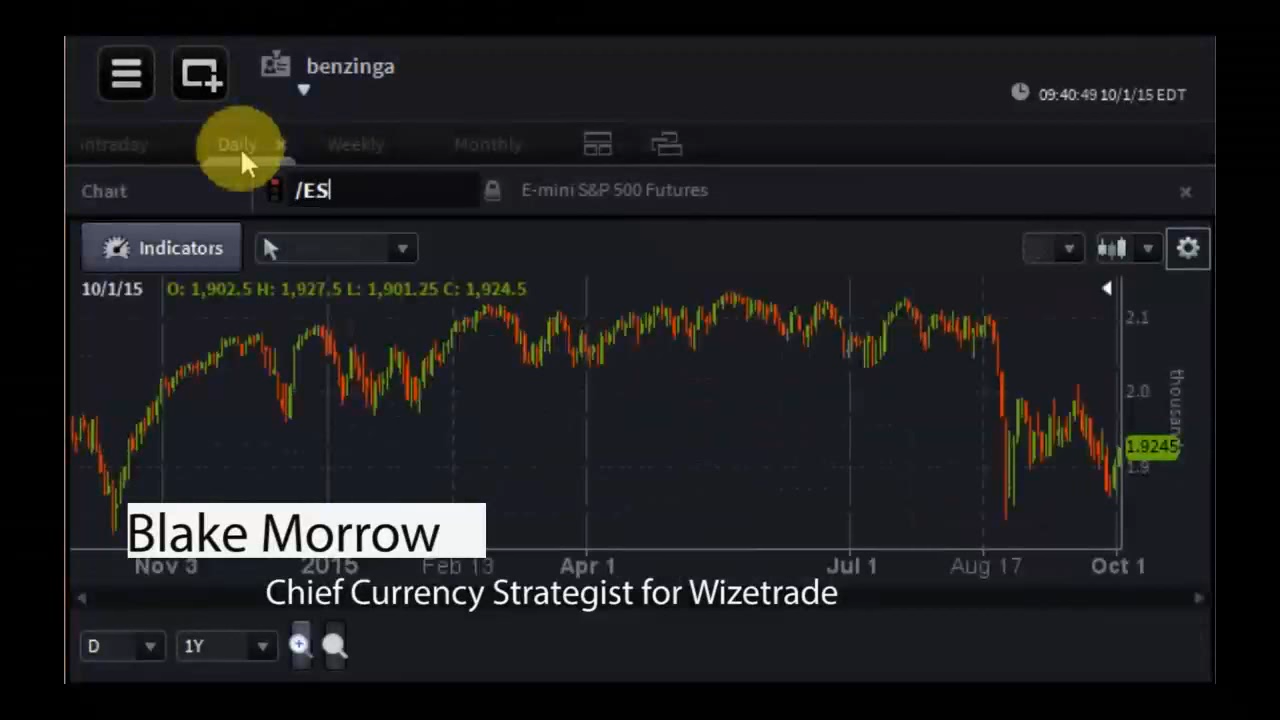 benzinga
09:40:49 10/1/15 EDT
Intraday Daily Weekly Monthly
Chart /ES E-mini S&P 500 Futures
Indicators
10/1/15 O: 1,902.5 H: 1,927.5 L: 1,901.25 C: 1,924.5
2.1
2.0
1.9245
1.9
Blake Morrow
Nov 3 2015 Feb 13 Apr 1 Jul 1 Aug 17 Oct 1
Chief Currency Strategist for Wizetrade
D 1Y